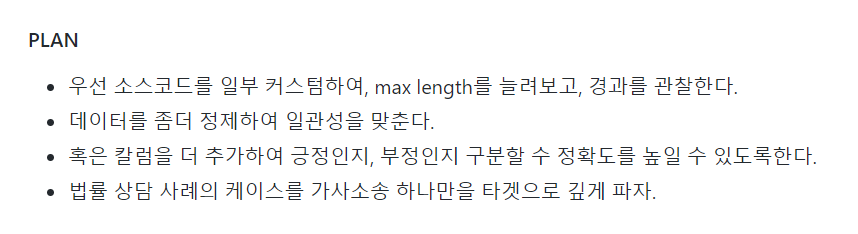 PLAN
우선 소스코드를 일부 커스텀하여, max length를 늘려보고, 경과를 관찰한다.
데이터를 좀더 정제하여 일관성을 맞춘다.
혹은 칼럼을 더 추가하여 긍정인지, 부정인지 구분할 수 정확도를 높일 수 있도록한다.
법률 상담 사례의 케이스를 가사소송 하나만을 타겟으로 깊게 파자.